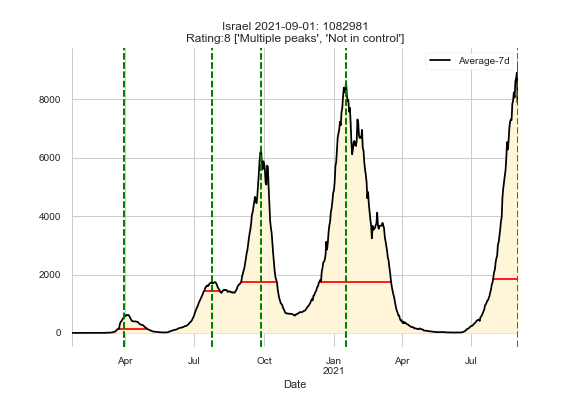 Israel 2021-09-01: 1082981
Rating:8 ['Multiple peaks', 'Not in control']
Average-7d
8000
6000
4000
2000
0
Apr
Jul
Oct
Jan
2021
Apr
Jul
Date